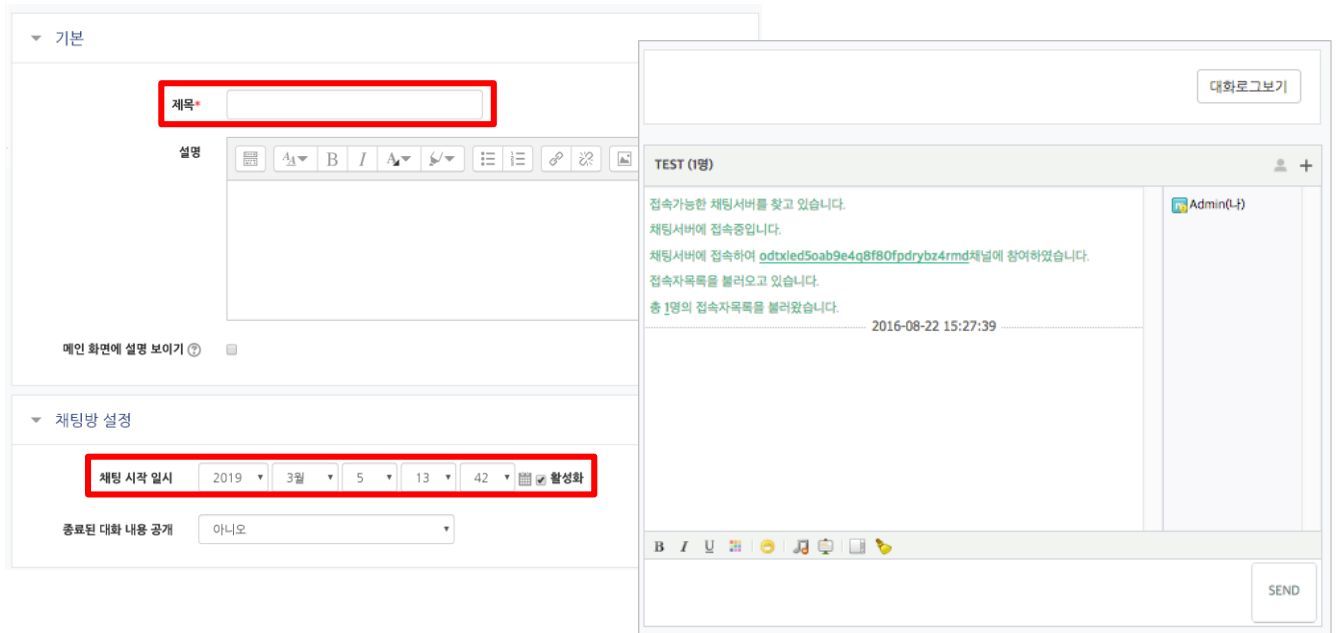 기본
제목*
설명
메인 화면에 설명 보이기
채팅방 설정
채팅 시작 일시 2019 3월 5 13 42 활성화
종료된 대화 내용 공개 아니오
대화로그보기
TEST (1명)
접속가능한 채팅서버를 찾고 있습니다.
채팅서버에 접속중입니다.
채팅서버에 접속하여 odtxled5oab9e4q8f80fpdrybz4rmd채널에 참여하였습니다.
접속자목록을 불러오고 있습니다.
총 1명의 접속자목록을 불러왔습니다.
2016-08-22 15:27:39
Admin(나)
B I U
SEND